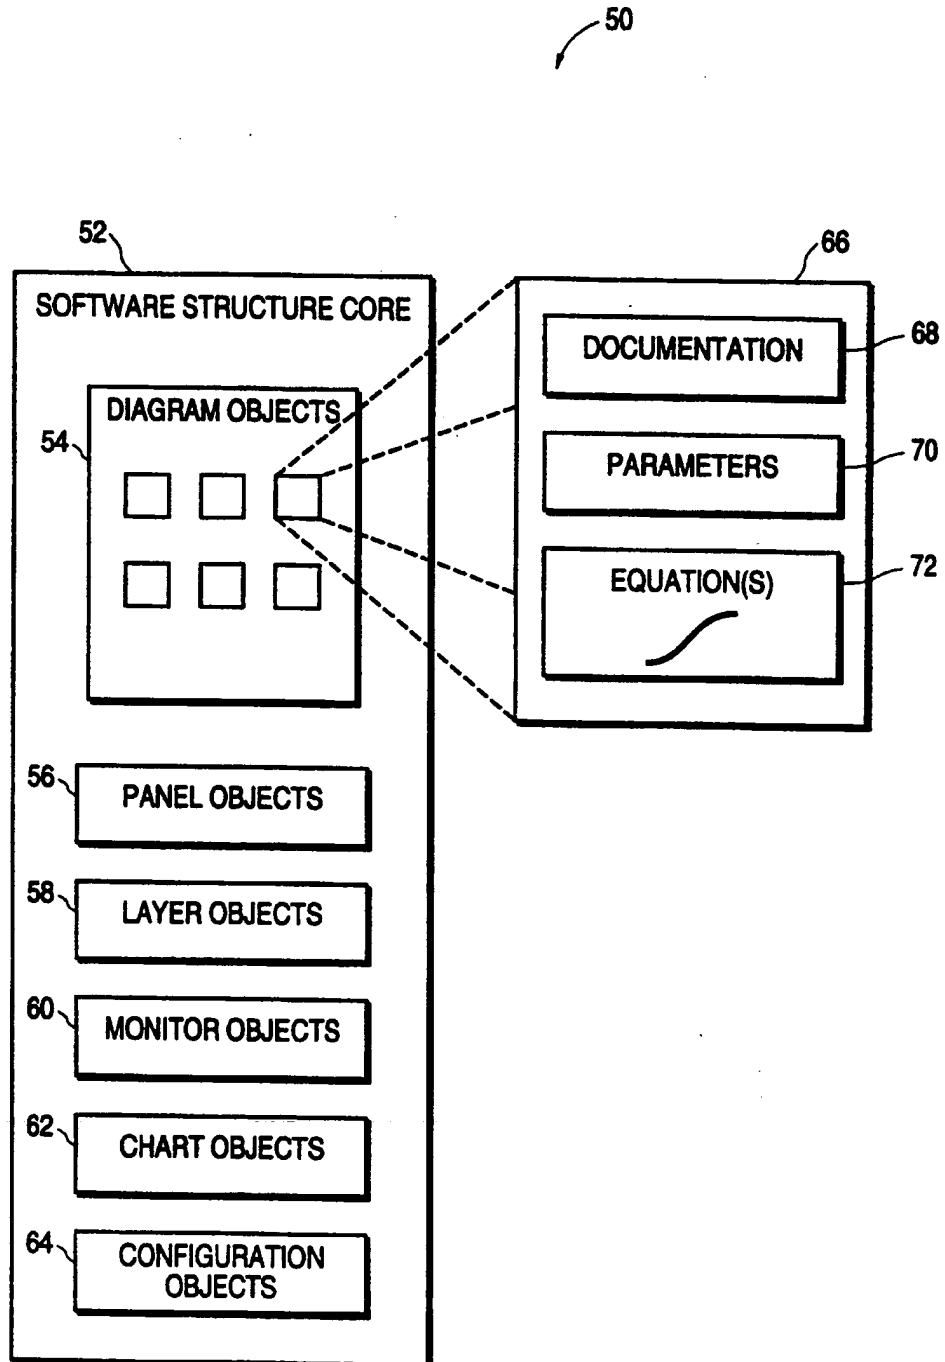 50
52
SOFTWARE STRUCTURE CORE
DIAGRAM OBJECTS
54
56
PANEL OBJECTS
58
LAYER OBJECTS
60
MONITOR OBJECTS
62
CHART OBJECTS
64
CONFIGURATION
OBJECTS
66
DOCUMENTATION
68
PARAMETERS
70
EQUATION(S)
72